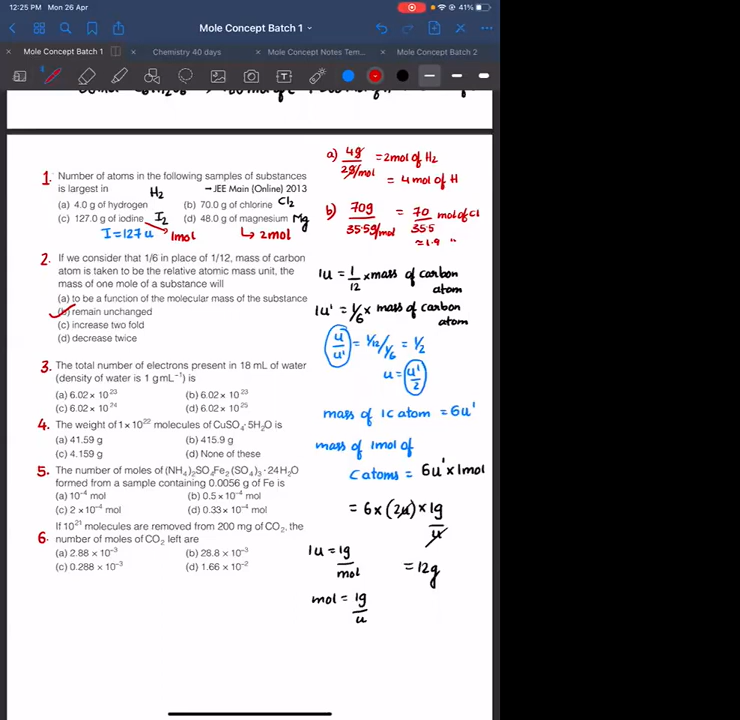 12:25 PM Mon 26 Apr
41%
Mole Concept Batch 1
Mole Concept Batch 1
Chemistry 40 days
Mole Concept Notes Tem...
Mole Concept Batch 2
1. Number of atoms in the following samples of substances
is largest in
→ JEE Main (Online) 2013
H2
(a) 4.0 g of hydrogen (b) 70.0 g of chlorine Cl2
(c) 127.0 g of iodine I2 (d) 48.0 g of magnesium Mg
I = 127 u 1mol ↳ 2mol
2. If we consider that 1/6 in place of 1/12, mass of carbon
atom is taken to be the relative atomic mass unit, the
mass of one mole of a substance will
(a) to be a function of the molecular mass of the substance
(b) remain unchanged
(c) increase two fold
(d) decrease twice
3. The total number of electrons present in 18 mL of water
(density of water is 1 g mL⁻¹) is
(a) 6.02 × 10²³ (b) 6.02 × 10²³
(c) 6.02 × 10²⁴ (d) 6.02 × 10²⁵
4. The weight of 1 × 10²² molecules of CuSO₄·5H₂O is
(a) 41.59 g (b) 415.9 g
(c) 4.159 g (d) None of these
5. The number of moles of (NH₄)₂SO₄Fe₂(SO₄)₃·24H₂O
formed from a sample containing 0.0056 g of Fe is
(a) 10⁻⁴ mol (b) 0.5 × 10⁻⁴ mol
(c) 2 × 10⁻⁴ mol (d) 0.33 × 10⁻⁴ mol
6. If 10²¹ molecules are removed from 200 mg of CO₂, the
number of moles of CO₂ left are
(a) 2.88 × 10⁻³ (b) 28.8 × 10⁻³
(c) 0.288 × 10⁻³ (d) 1.66 × 10⁻²
a) 4g / 2g/mol = 2mol of H2
= 4 mol of H
b) 70g / 35.5g/mol = 70 / 35.5 mol of Cl
≈ 1.9 "
1u = 1/12 × mass of carbon
atom
1u' = 1/6 × mass of carbon
atom
u/u' = 1/12 / 1/6 = 1/2
u = u'/2
mass of 1C atom = 6u'
mass of 1mol of
C atoms = 6u' × 1mol
= 6 × (2u) × 1g / u
= 12g
1u = 1g / mol
mol = 1g / u